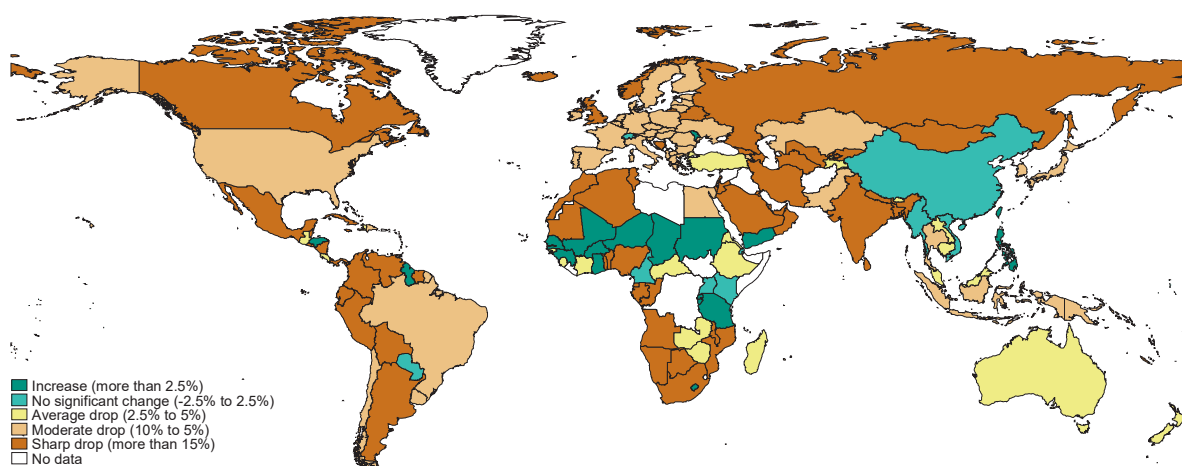 Increase (more than 2.5%)
No significant change (-2.5% to 2.5%)
Average drop (2.5% to 5%)
Moderate drop (10% to 5%)
Sharp drop (more than 15%)
No data